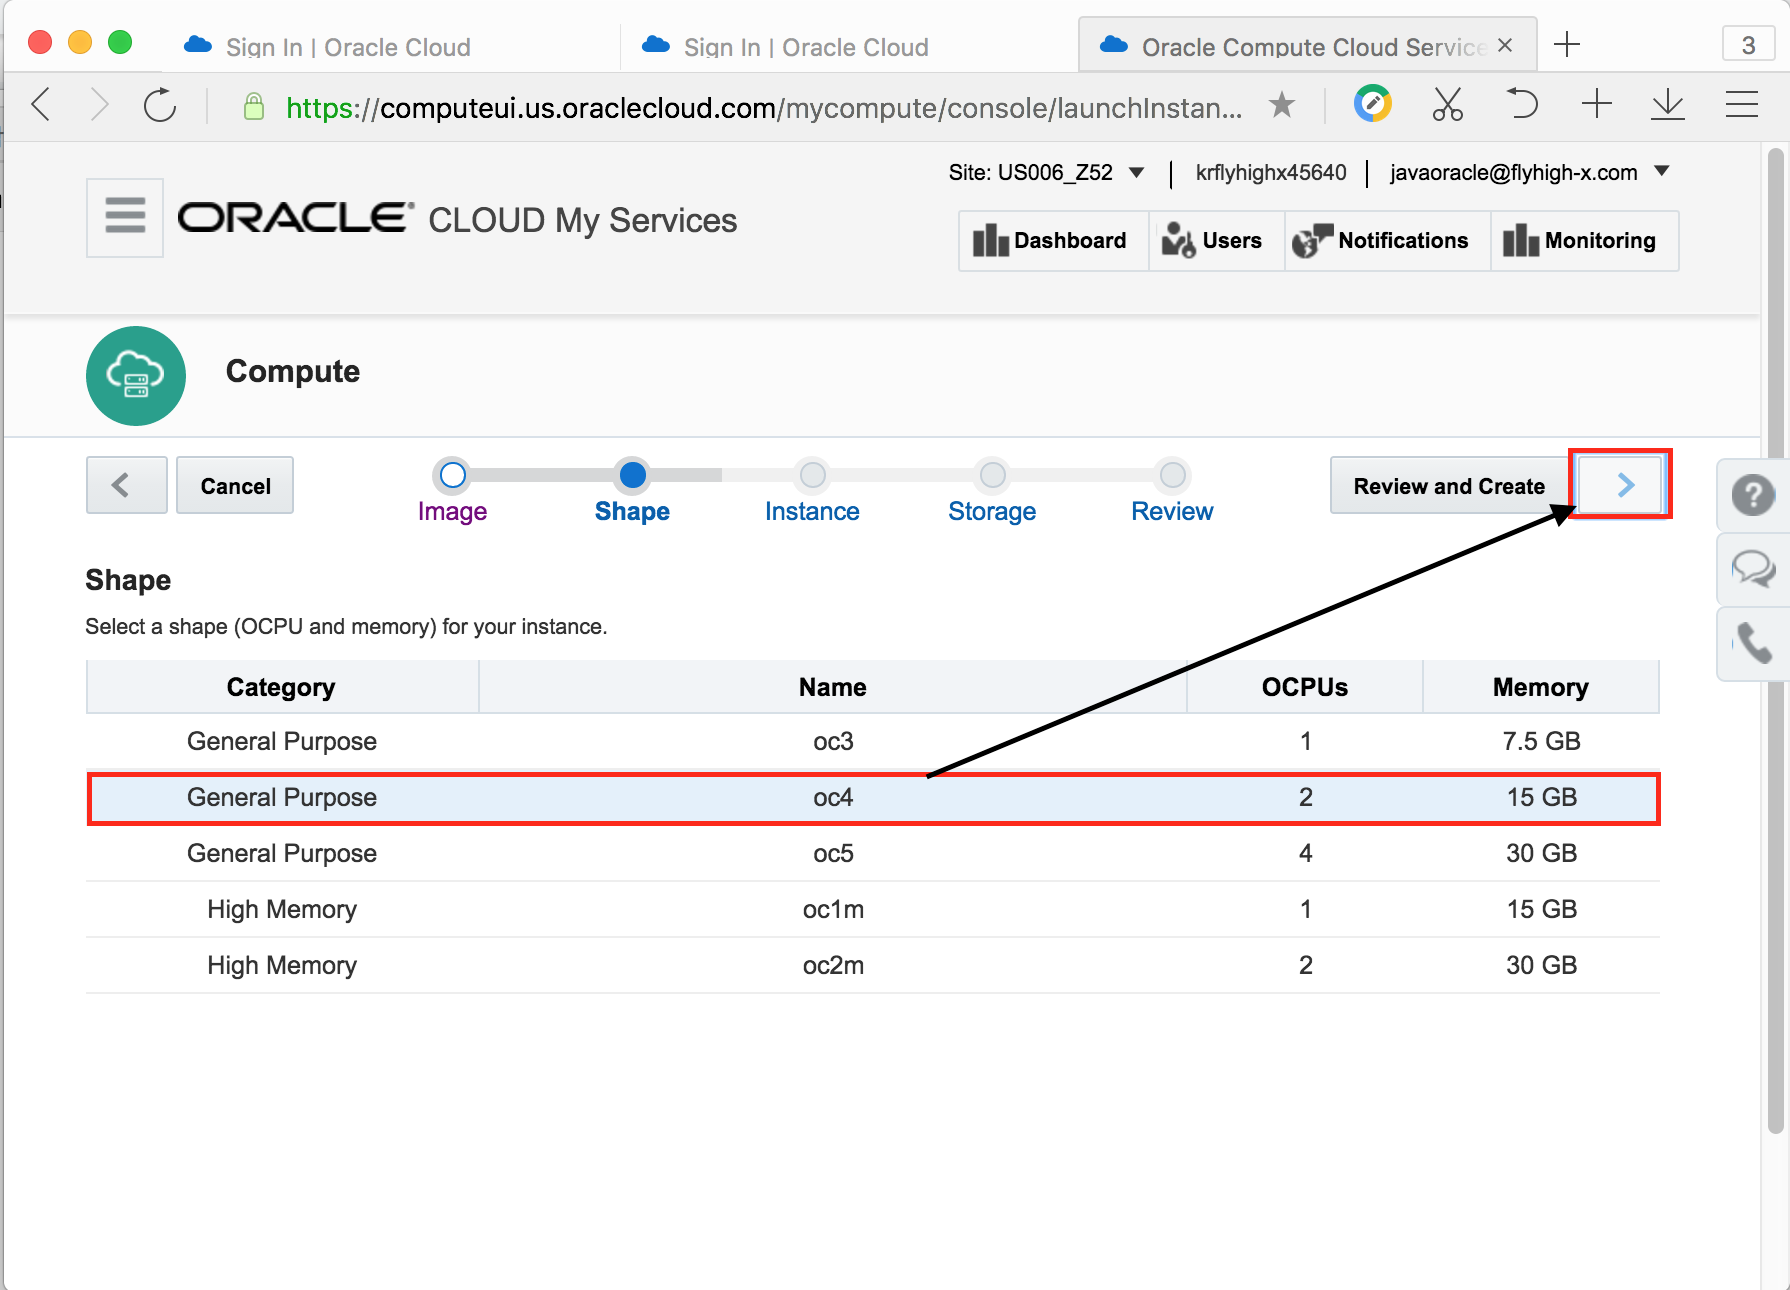 Sign In | Oracle Cloud
Sign In | Oracle Cloud
Oracle Compute Cloud Service
3
https://computeui.us.oraclecloud.com/mycompute/console/launchInstan...
Site: US006_Z52
krflyhighx45640
javaoracle@flyhigh-x.com
ORACLE CLOUD My Services
Dashboard
Users
Notifications
Monitoring
Compute
Cancel
Image
Shape
Instance
Storage
Review
Review and Create
?
Shape
Select a shape (OCPU and memory) for your instance.
Category Name OCPUs Memory
General Purpose oc3 1 7.5 GB
General Purpose oc4 2 15 GB
General Purpose oc5 4 30 GB
High Memory oc1m 1 15 GB
High Memory oc2m 2 30 GB